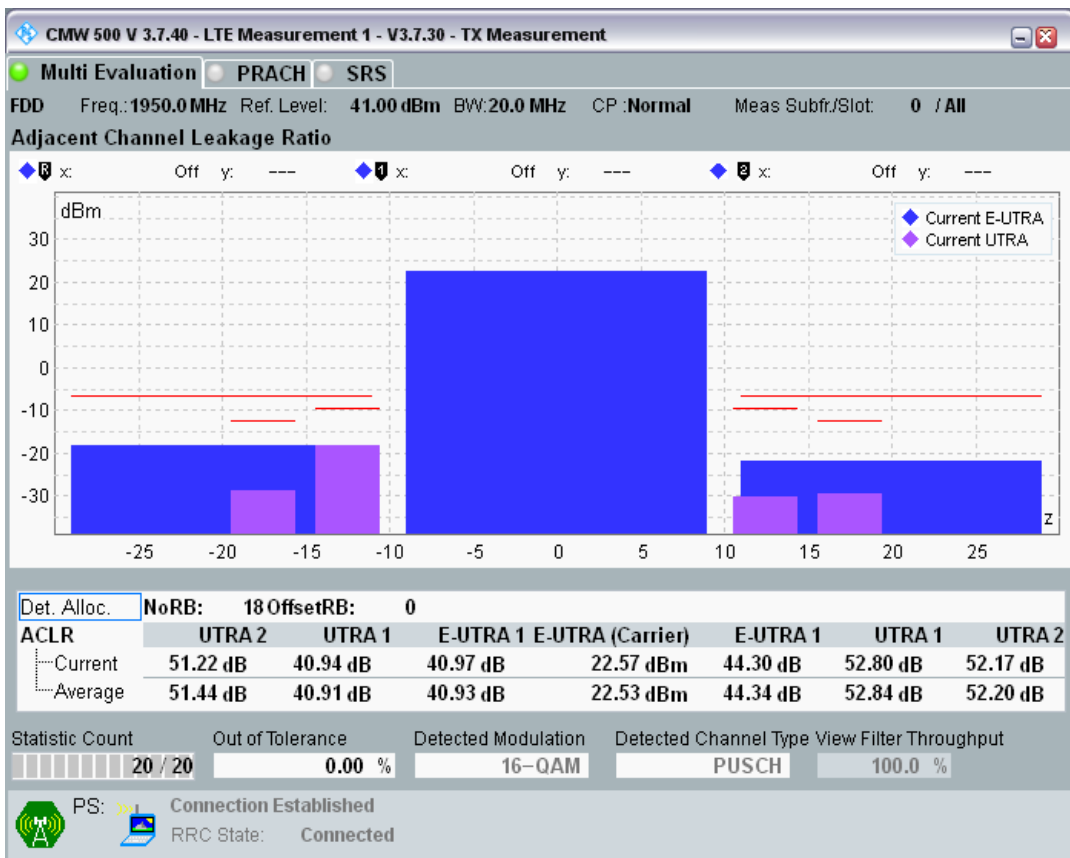 CMW 500 V 3.7.40 - LTE Measurement 1 - V3.7.30 - TX Measurement
Multi Evaluation PRACH SRS
FDD Freq.: 1950.0 MHz Ref. Level: 41.00 dBm BW: 20.0 MHz CP : Normal Meas Subfr./Slot: 0 / All
Adjacent Channel Leakage Ratio
R x: Off y: --- 1 x: Off y: --- 2 x: Off y: ---
dBm
Current E-UTRA
Current UTRA
30
20
10
0
-10
-20
-30
z
-25 -20 -15 -10 -5 0 5 10 15 20 25
Det. Alloc. NoRB: 18 OffsetRB: 0
ACLR UTRA 2 UTRA 1 E-UTRA 1 E-UTRA (Carrier) E-UTRA 1 UTRA 1 UTRA 2
Current 51.22 dB 40.94 dB 40.97 dB 22.57 dBm 44.30 dB 52.80 dB 52.17 dB
Average 51.44 dB 40.91 dB 40.93 dB 22.53 dBm 44.34 dB 52.84 dB 52.20 dB
Statistic Count Out of Tolerance Detected Modulation Detected Channel Type View Filter Throughput
20 / 20 0.00 % 16-QAM PUSCH 100.0 %
PS: Connection Established
RRC State: Connected